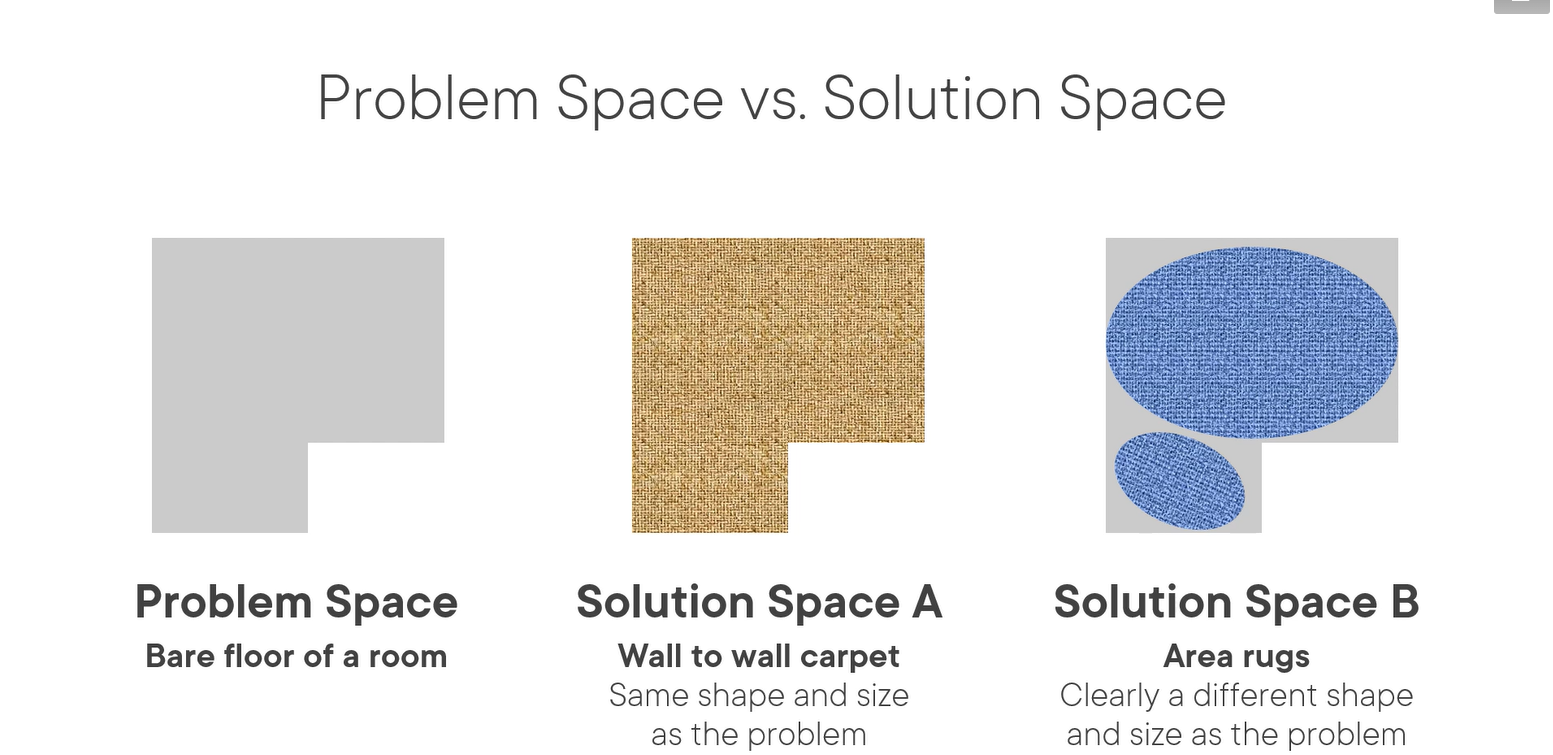 Problem Space vs. Solution Space
Problem Space
Bare floor of a room
Solution Space A
Wall to wall carpet
Same shape and size
as the problem
Solution Space B
Area rugs
Clearly a different shape
and size as the problem